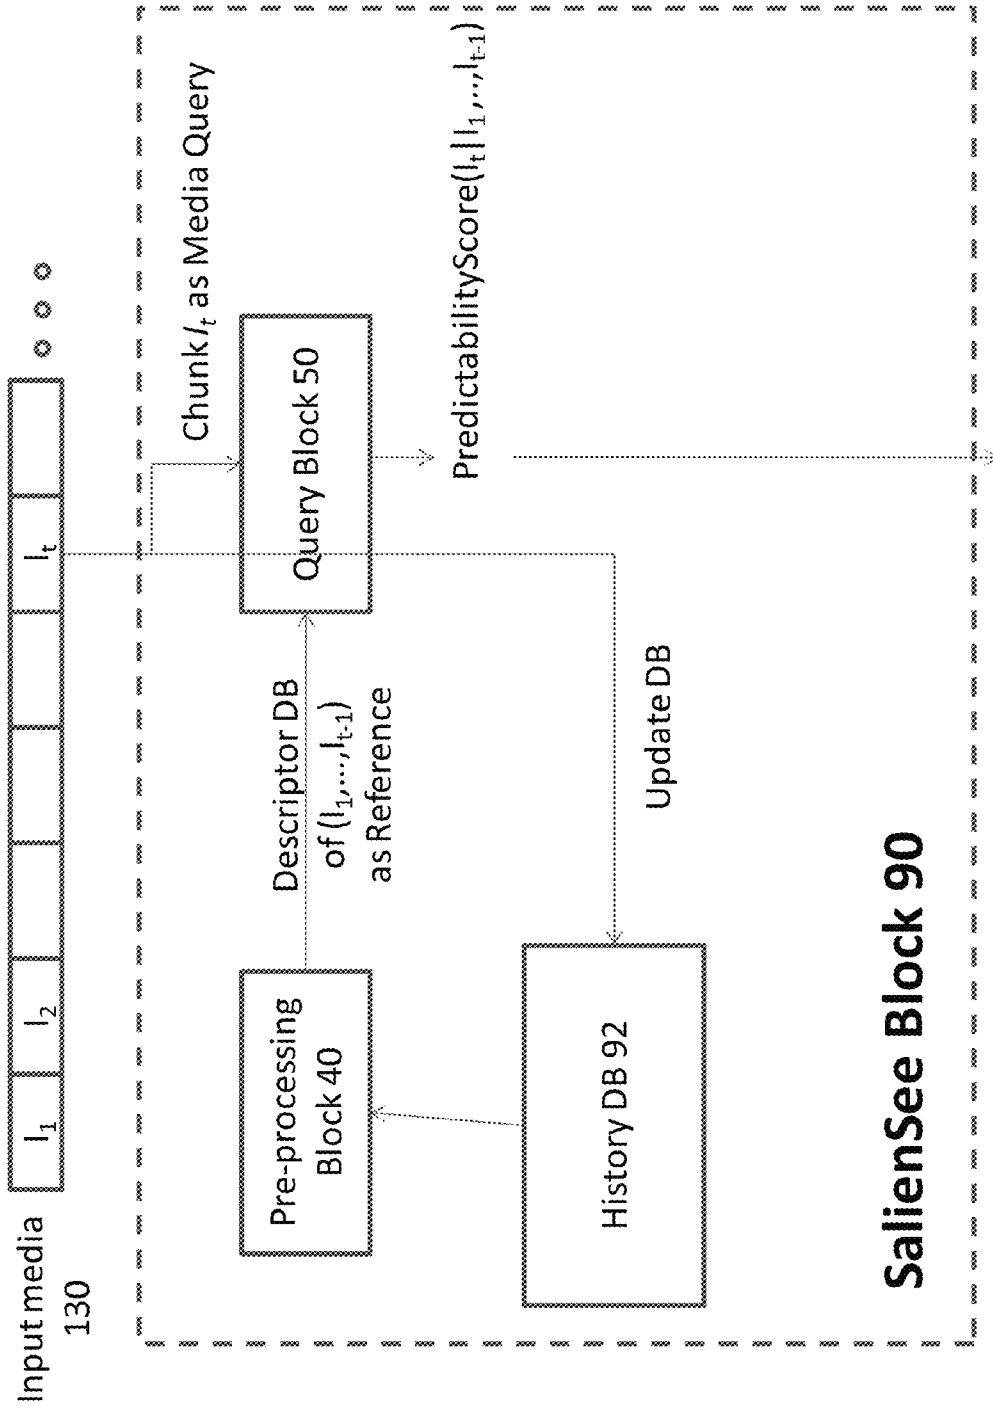 Input media
130
I₁
I₂
Iₜ
Chunk Iₜ as Media Query
Pre-processing
Block 40
Descriptor DB
of (I₁,...,Iₜ₋₁)
as Reference
Query Block 50
PredictabilityScore(Iₜ| I₁,...,Iₜ₋₁)
History DB 92
Update DB
SalienSee Block 90